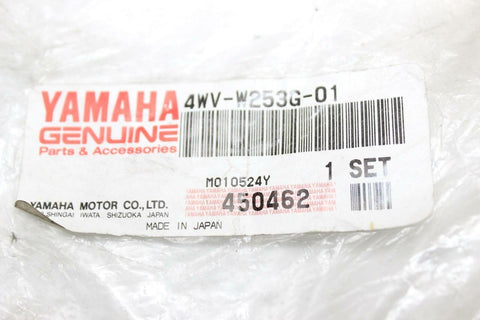 YAMAHA
GENUINE
Parts & Accessories
4WV-W253G-01
M010524Y
1 SET
450462
YAMAHA MOTOR CO., LTD.
SHINGAI IWATA SHIZUOKA JAPAN
MADE IN JAPAN